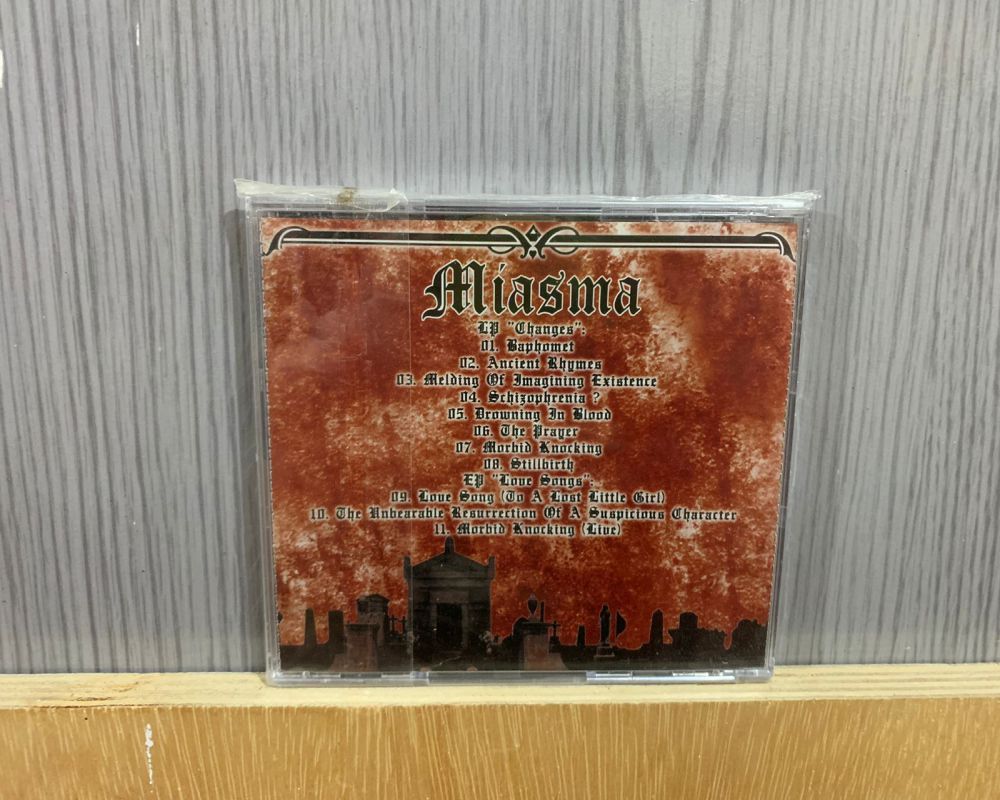 Miasma
LP "Changes":
01. Baphomet
02. Ancient Rhymes
03. Melding Of Imagining Existence
04. Schizophrenia ?
05. Drowning In Blood
06. The Prayer
07. Morbid Knocking
08. Stillbirth
EP "Love Songs":
09. Love Song (To A Lost Little Girl)
10. The Unbearable Resurrection Of A Suspicious Character
11. Morbid Knocking (Live)